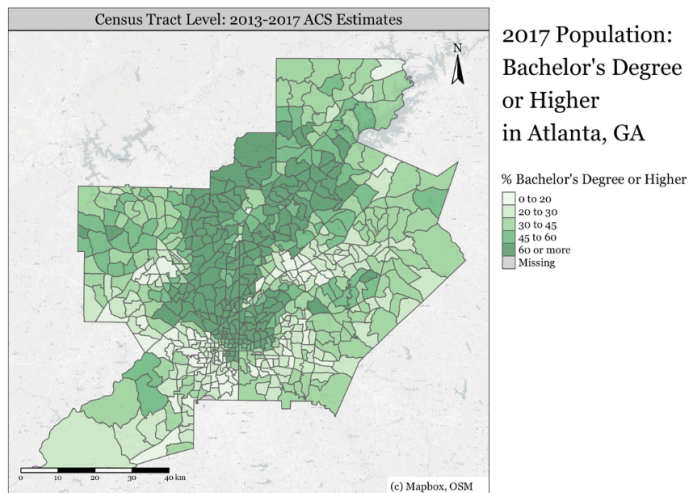 Census Tract Level: 2013-2017 ACS Estimates
N
2017 Population:
Bachelor's Degree
or Higher
in Atlanta, GA
% Bachelor's Degree or Higher
0 to 20
20 to 30
30 to 45
45 to 60
60 or more
Missing
0 10 20 30 40 km
(c) Mapbox, OSM